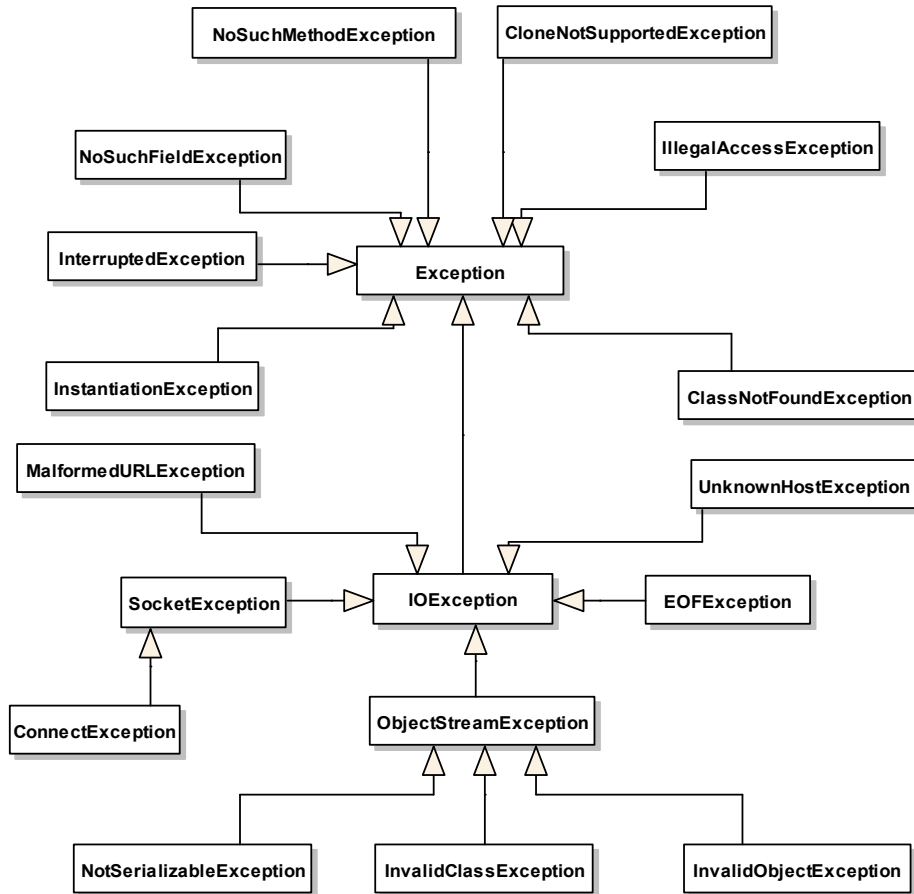 NoSuchMethodException
CloneNotSupportedException
NoSuchFieldException
IllegalAccessException
InterruptedException
Exception
InstantiationException
ClassNotFoundException
MalformedURLException
UnknownHostException
SocketException
IOException
EOFException
ConnectException
ObjectStreamException
NotSerializableException
InvalidClassException
InvalidObjectException